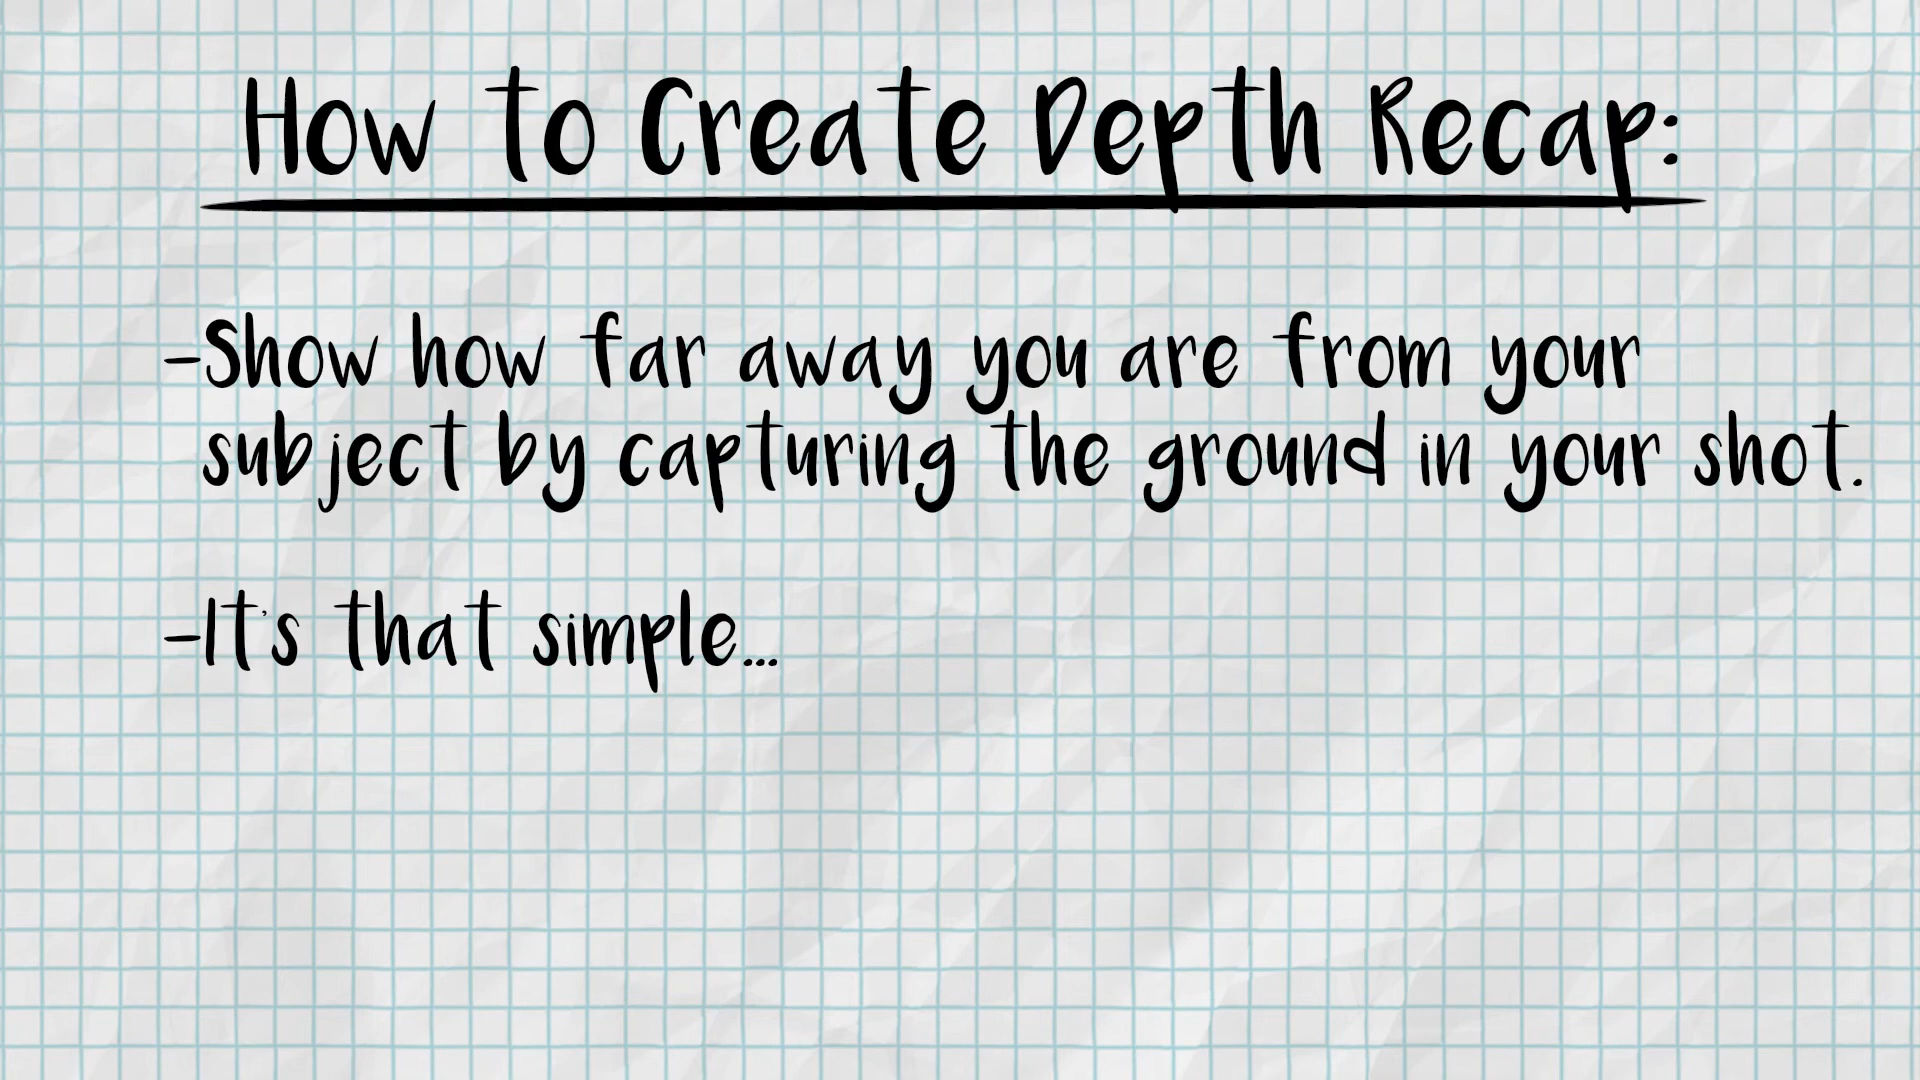 How to Create Depth Recap:
-Show how far away you are from your
subject by capturing the ground in your shot.
-It's that simple...